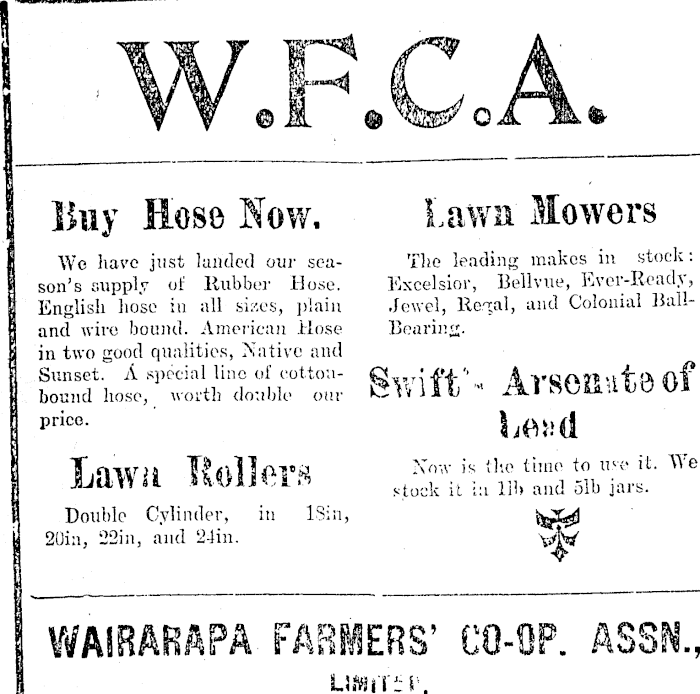 W.F.C.A.
Buy Hose Now.
We have just landed our sea-
son's supply of Rubber Hose.
English hose in all sizes, plain
and wire bound. American Hose
in two good qualities, Native and
Sunset. A special line of cotton-
bound hose, worth double our
price.
Lawn Rollers
Double Cylinder, in 18in,
20in, 22in, and 24in.
Lawn Mowers
The leading makes in stock:
Excelsior, Bellvue, Ever-Ready,
Jewel, Regal, and Colonial Ball-
Bearing.
Swift's Arsenate of
Lead
Now is the time to use it. We
stock it in 1lb and 5lb jars.
WAIRARAPA FARMERS' CO-OP. ASSN.,
LIMITED.